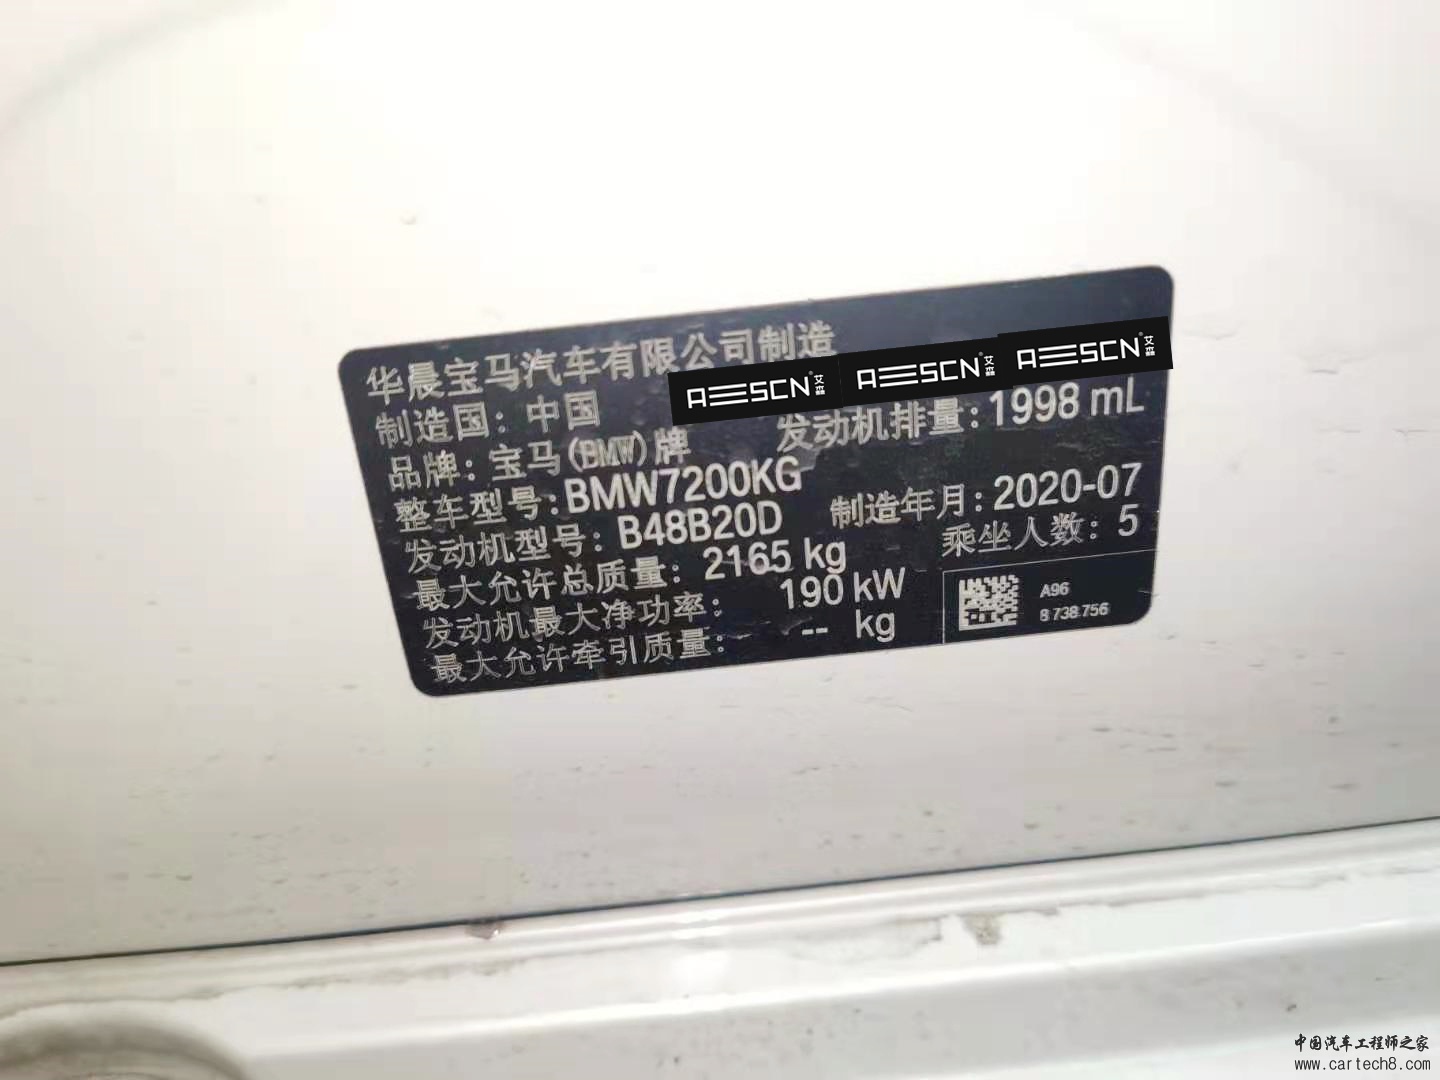 华晨宝马汽车有限公司制造
制造国：中国
AESCN® 艾森 AESCN® 艾森 AESCN® 艾森
品牌：宝马(BMW)牌 发动机排量：1998 mL
整车型号：BMW7200KG
发动机型号：B48B20D 制造年月：2020-07
最大允许总质量：2165 kg 乘坐人数：5
发动机最大净功率：190 kW
最大允许牵引质量：-- kg
A96
8 738 756
中国汽车工程师之家
www.cartech8.com